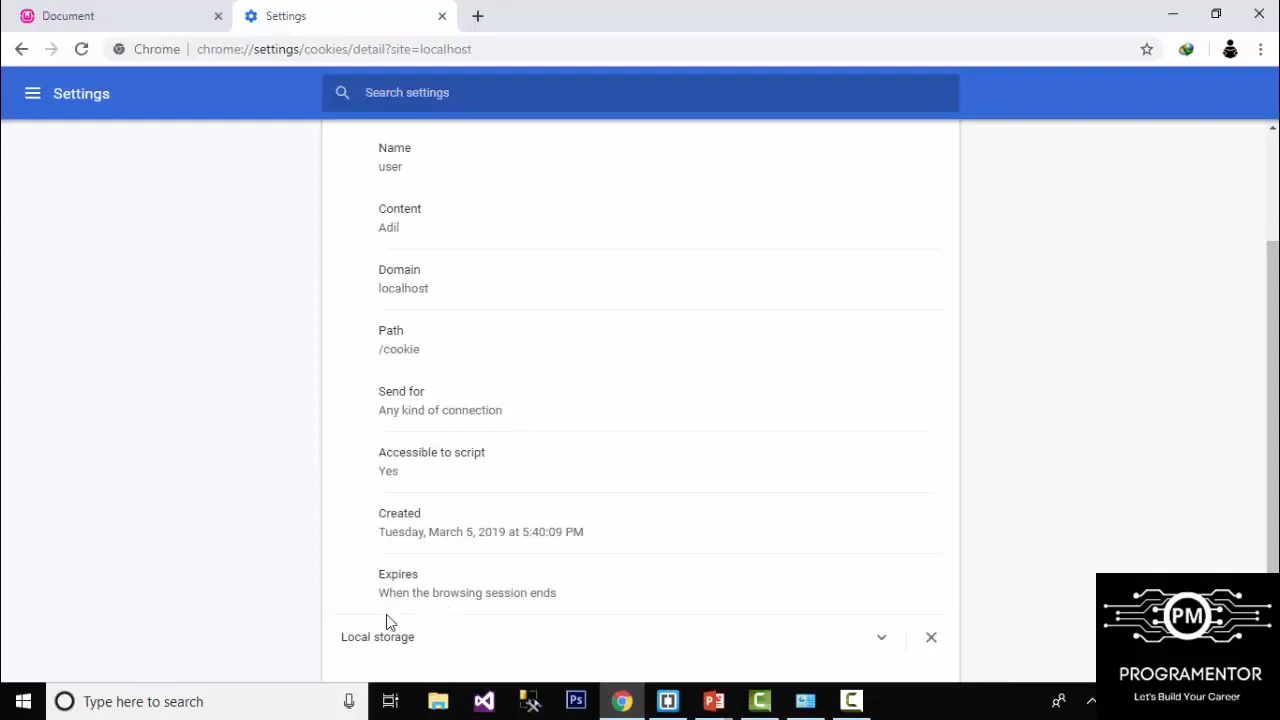 Document
Settings
Chrome
chrome://settings/cookies/detail?site=localhost
Settings
Search settings
Name
user
Content
Adil
Domain
localhost
Path
/cookie
Send for
Any kind of connection
Accessible to script
Yes
Created
Tuesday, March 5, 2019 at 5:40:09 PM
Expires
When the browsing session ends
Local storage
PM
PROGRAMENTOR
Let's Build Your Career
Type here to search
Ps